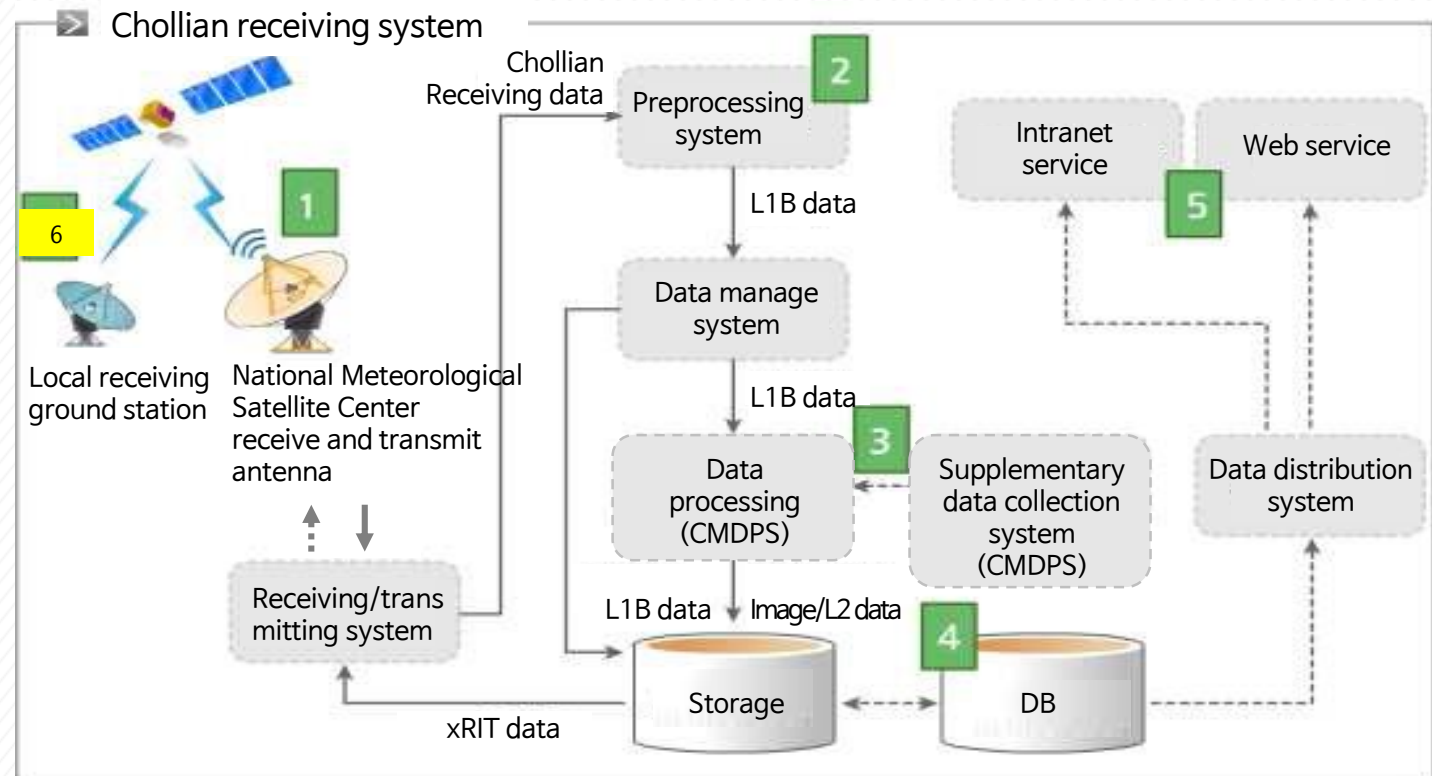 Chollian receiving system
Chollian
Receiving data
2
Preprocessing
system
Intranet
service
Web service
5
1
6
L1B data
Data manage
system
Local receiving
ground station
National Meteorological
Satellite Center
receive and transmit
antenna
L1B data
3
Data
processing
(CMDPS)
Supplementary
data collection
system
(CMDPS)
Data distribution
system
Receiving/trans
mitting system
L1B data
Image/L2 data
4
Storage
DB
xRIT data